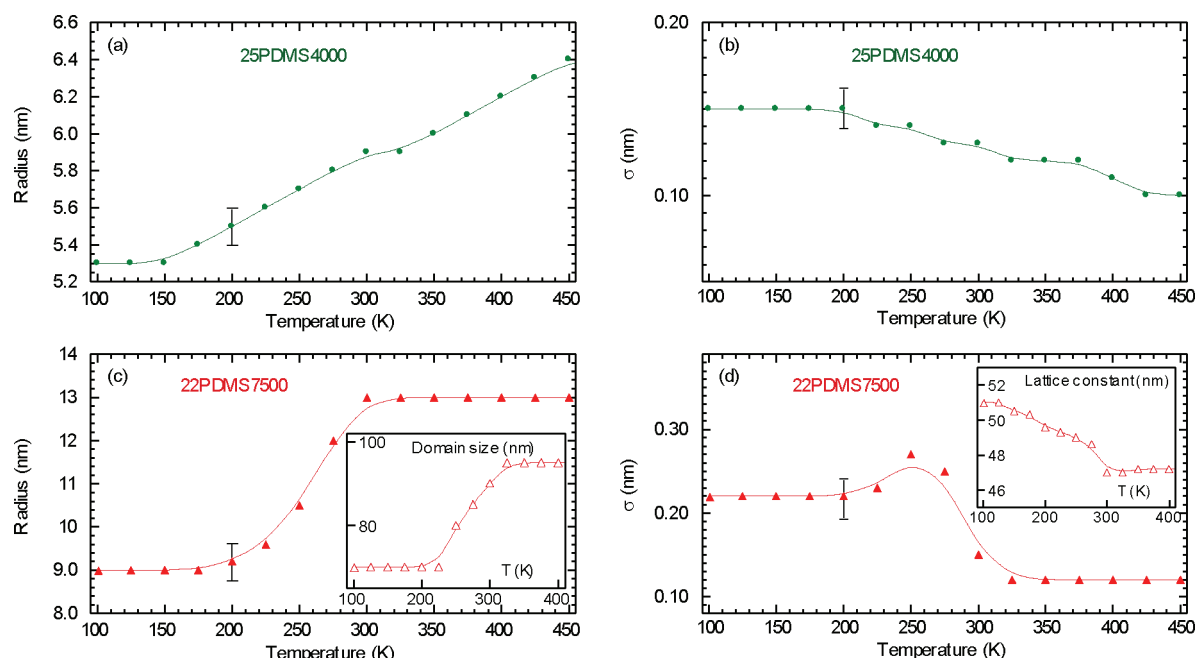 (a)
25PDMS4000
Radius (nm)
6.6
6.4
6.2
6.0
5.8
5.6
5.4
5.2
100 150 200 250 300 350 400 450
Temperature (K)
(b)
25PDMS4000
σ (nm)
0.20
0.10
100 150 200 250 300 350 400 450
Temperature (K)
(c)
22PDMS7500
Radius (nm)
14
13
12
11
10
9.0
8.0
100 150 200 250 300 350 400 450
Temperature (K)
Domain size (nm)
100
80
T (K)
100 200 300 400
(d)
22PDMS7500
σ (nm)
0.30
0.20
0.10
100 150 200 250 300 350 400 450
Temperature (K)
Lattice constant (nm)
52
50
48
46
T (K)
100 200 300 400